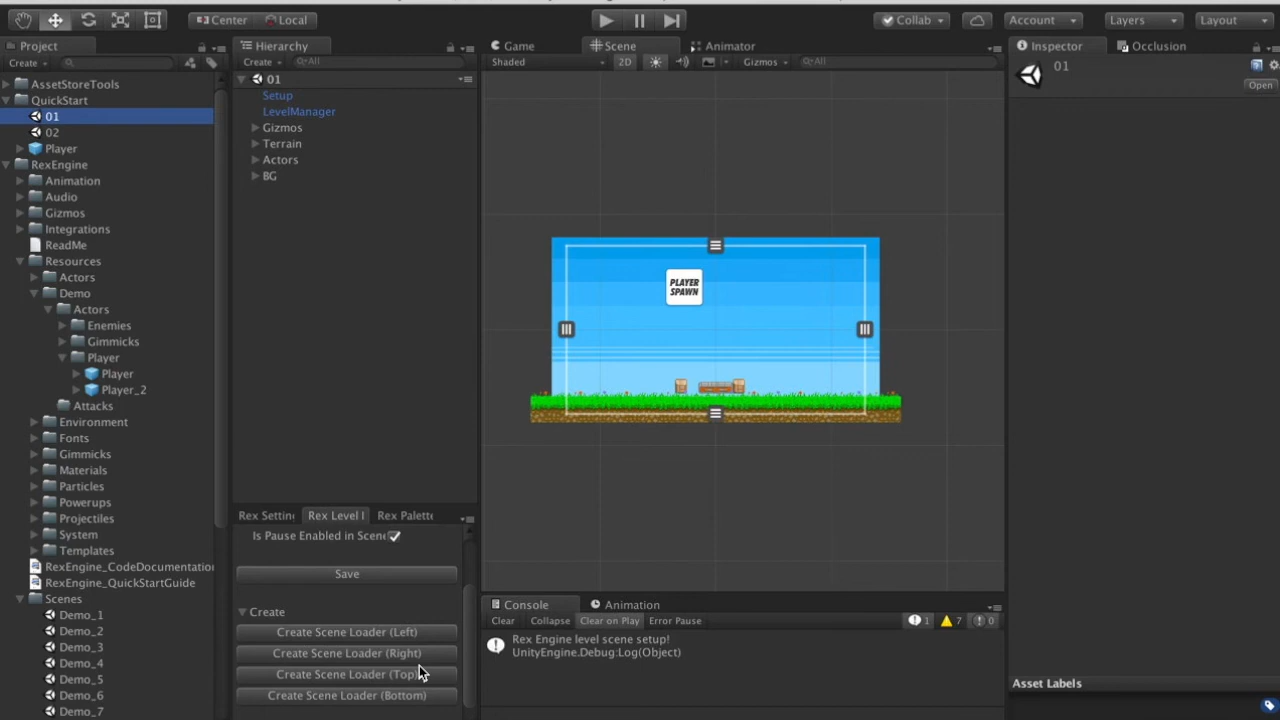 Center Local Collab Account Layers Layout
Project Hierarchy Game Scene Animator Inspector Occlusion
Create Create All Shaded 2D Gizmos All 01
Open
AssetStoreTools
QuickStart
01
02
Player
RexEngine
Animation
Audio
Gizmos
Integrations
ReadMe
Resources
Actors
Demo
Actors
Enemies
Gimmicks
Player
Player
Player_2
Attacks
Environment
Fonts
Gimmicks
Materials
Particles
Powerups
Projectiles
System
Templates
RexEngine_CodeDocumentation
RexEngine_QuickStartGuide
Scenes
Demo_1
Demo_2
Demo_3
Demo_4
Demo_5
Demo_6
Demo_7
01
Setup
LevelManager
Gizmos
Terrain
Actors
BG
PLAYER
SPAWN
Rex Settin Rex Level I Rex Palette
Is Pause Enabled in Scene
Save
Create
Create Scene Loader (Left)
Create Scene Loader (Right)
Create Scene Loader (Top)
Create Scene Loader (Bottom)
Console Animation
Clear Collapse Clear on Play Error Pause 1 7 0
Rex Engine level scene setup!
UnityEngine.Debug:Log(Object)
Asset Labels